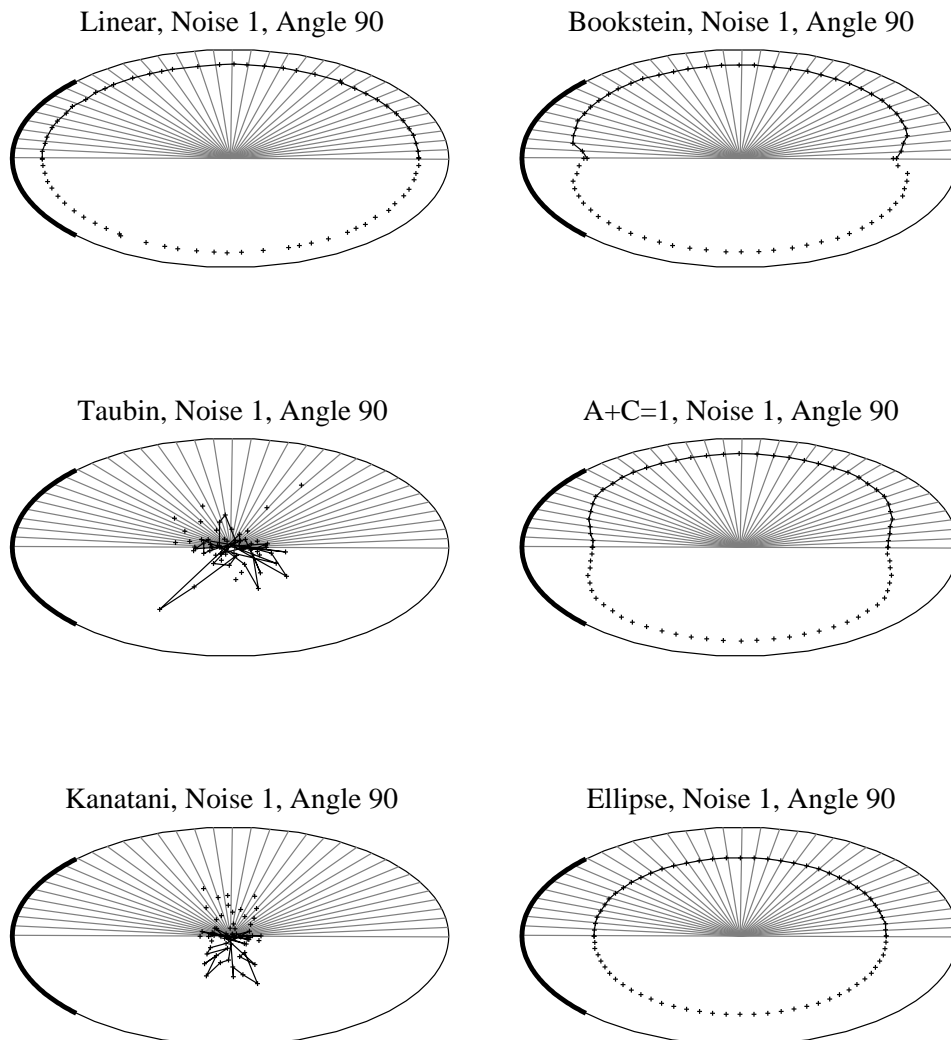 Linear, Noise 1, Angle 90
Bookstein, Noise 1, Angle 90
Taubin, Noise 1, Angle 90
A+C=1, Noise 1, Angle 90
Kanatani, Noise 1, Angle 90
Ellipse, Noise 1, Angle 90